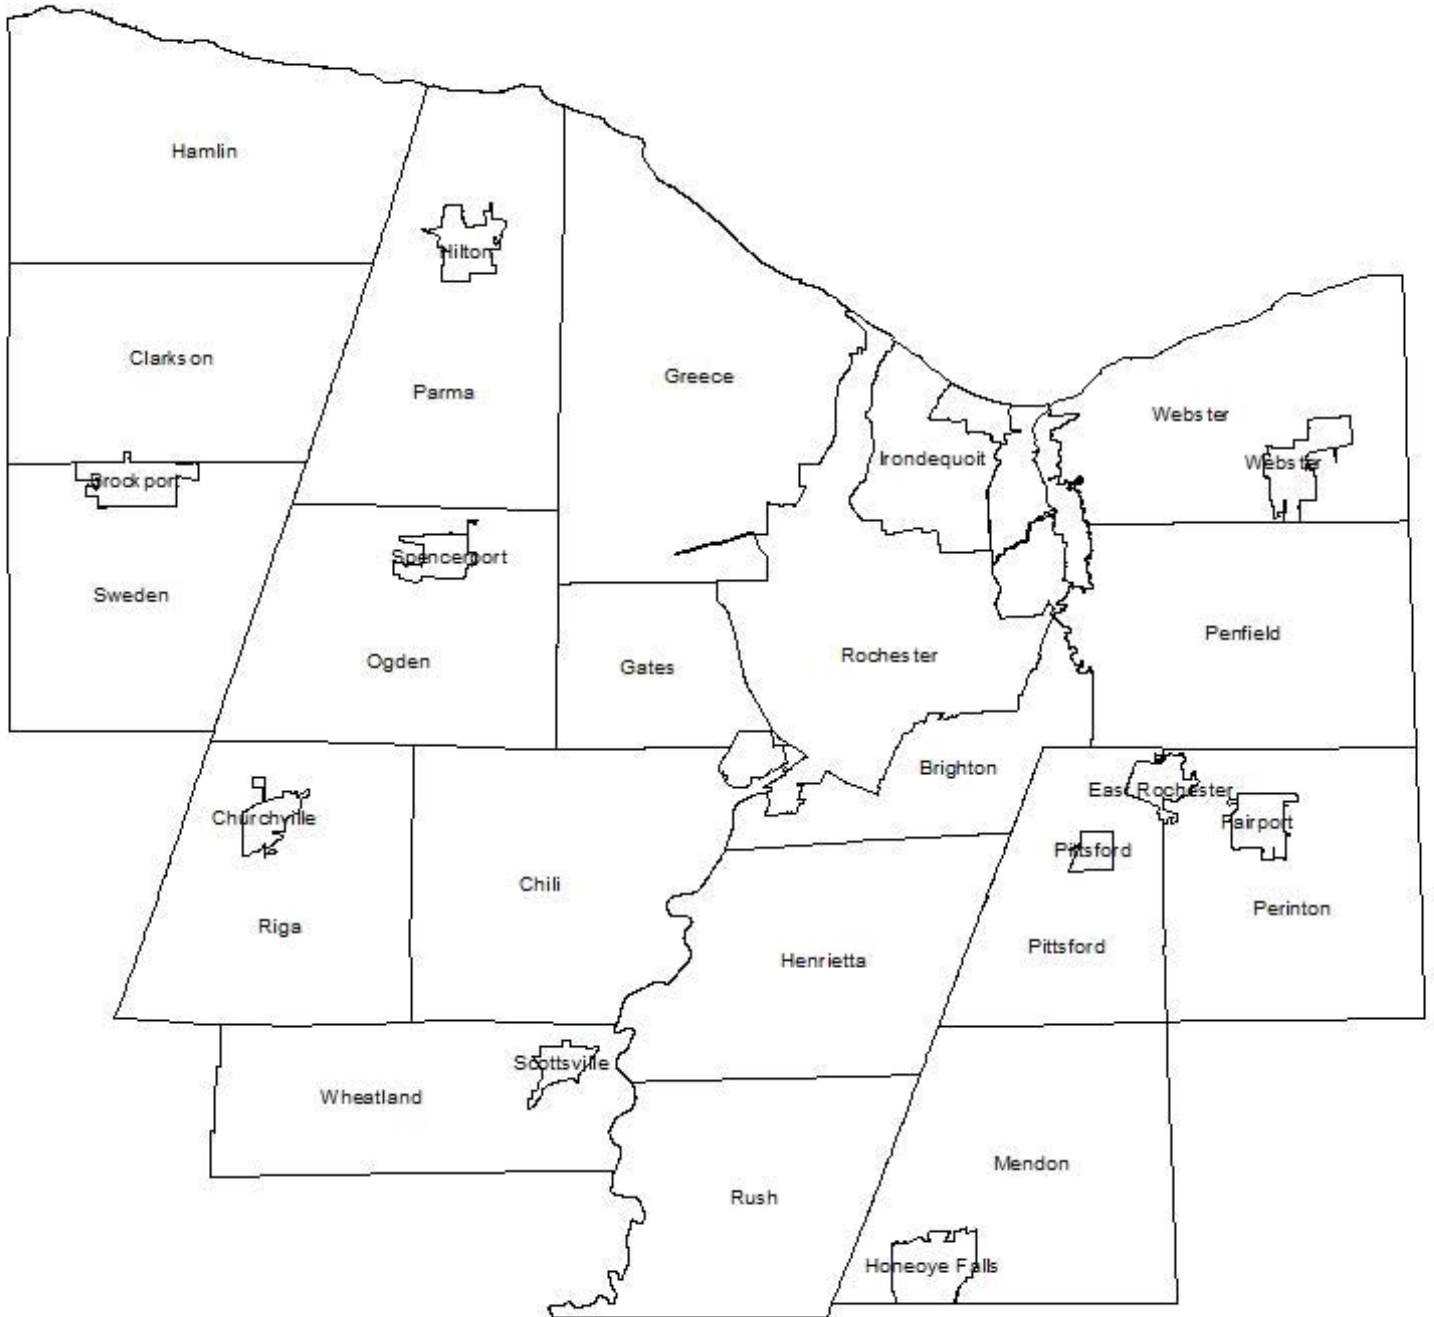 Hamlin
Hilton
Clarkson
Greece
Parma
Webster
Irondequoit
Webster
Brockport
Spencerport
Sweden
Penfield
Rochester
Ogden
Gates
Brighton
East Rochester
Churchville
Fairport
Pittsford
Chili
Perinton
Riga
Pittsford
Henrietta
Scottsville
Wheatland
Mendon
Rush
Honeoye Falls